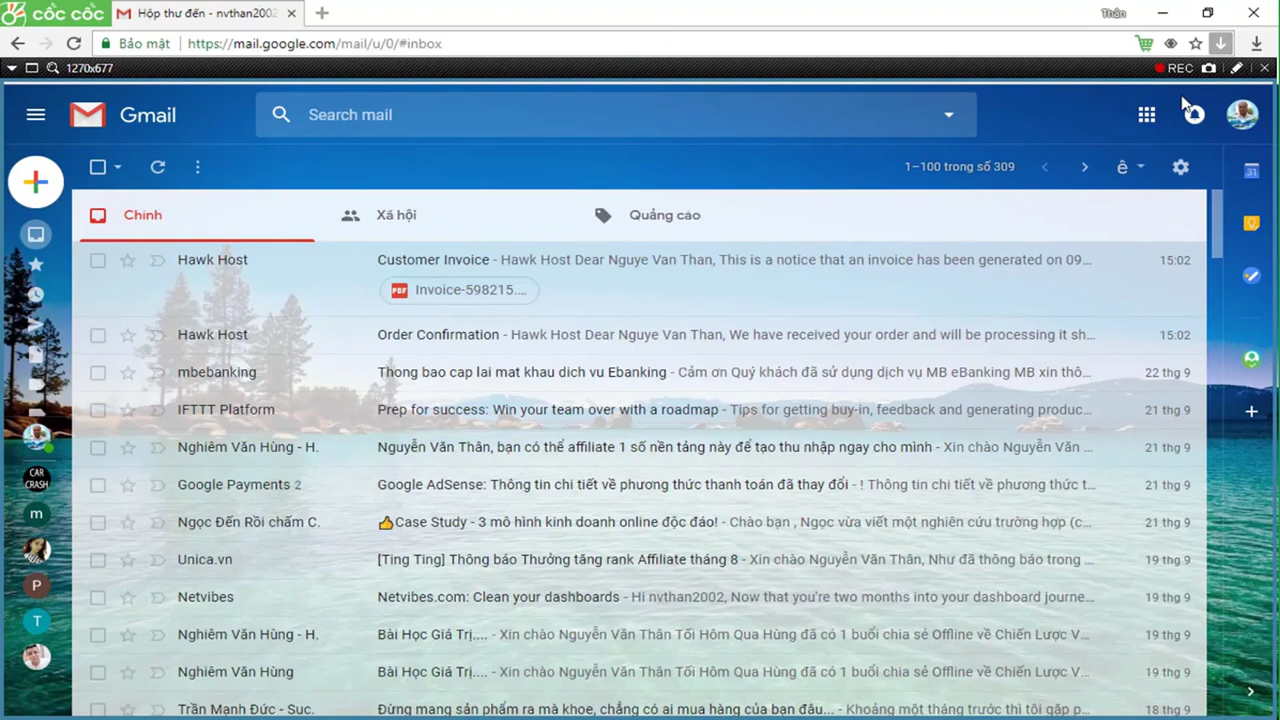 cốc cốc
Hộp thư đến - nvthan2002
Thân
Bảo mật
https://mail.google.com/mail/u/0/#inbox
1270x677
REC
Gmail
Search mail
1–100 trong số 309
ê
31
Chính
Xã hội
Quảng cáo
Hawk Host
Customer Invoice - Hawk Host Dear Nguye Van Than, This is a notice that an invoice has been generated on 09...
15:02
PDF
Invoice-598215....
Hawk Host
Order Confirmation - Hawk Host Dear Nguye Van Than, We have received your order and will be processing it sh...
15:02
mbebanking
Thong bao cap lai mat khau dich vu Ebanking - Cảm ơn Quý khách đã sử dụng dịch vụ MB eBanking MB xin thô...
22 thg 9
IFTTT Platform
Prep for success: Win your team over with a roadmap - Tips for getting buy-in, feedback and generating produc...
21 thg 9
Nghiêm Văn Hùng - H.
Nguyễn Văn Thân, bạn có thể affiliate 1 số nền tảng này để tạo thu nhập ngay cho mình - Xin chào Nguyễn Văn ...
21 thg 9
CAR
CRASH
Google Payments 2
Google AdSense: Thông tin chi tiết về phương thức thanh toán đã thay đổi - ! Thông tin chi tiết về phương thức t...
21 thg 9
m
Ngọc Đến Rồi chấm C.
👍Case Study - 3 mô hình kinh doanh online độc đáo! - Chào bạn , Ngọc vừa viết một nghiên cứu trường hợp (c...
21 thg 9
Unica.vn
[Ting Ting] Thông báo Thưởng tăng rank Affiliate tháng 8 - Xin chào Nguyễn Văn Thân, Như đã thông báo trong ...
19 thg 9
P
Netvibes
Netvibes.com: Clean your dashboards - Hi nvthan2002, Now that you're two months into your dashboard journe...
19 thg 9
T
Nghiêm Văn Hùng - H.
Bài Học Giá Trị.... - Xin chào Nguyễn Văn Thân Tối Hôm Qua Hùng đã có 1 buổi chia sẻ Offline về Chiến Lược V...
19 thg 9
Nghiêm Văn Hùng
Bài Học Giá Trị.... - Xin chào Nguyễn Văn Thân Tối Hôm Qua Hùng đã có 1 buổi chia sẻ Offline về Chiến Lược V...
19 thg 9
Trần Mạnh Đức - Suc.
Đừng mang sản phẩm ra mà khoe, chẳng có ai mua hàng của bạn đâu... - Khoảng một tháng trước thì tôi gặp p...
18 thg 9